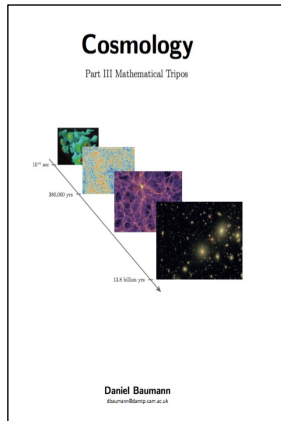 Cosmology
Part III Mathematical Tripos
380,000 yrs
13.8 billion yrs
Daniel Baumann
dbaumann@damtp.cam.ac.uk